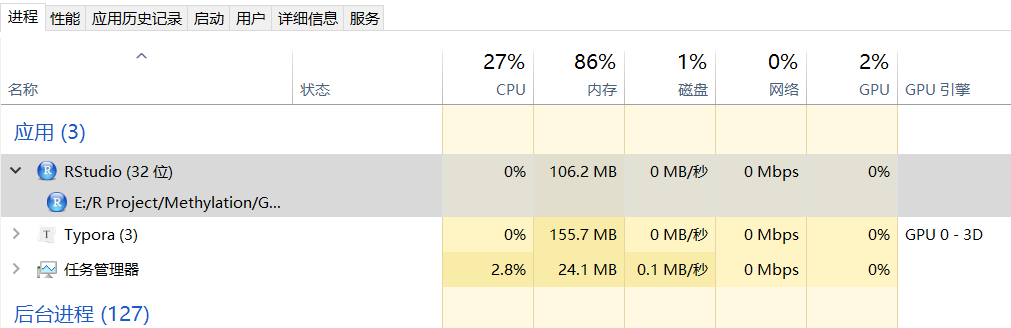 进程 性能 应用历史记录 启动 用户 详细信息 服务
27% 86% 1% 0% 2%
名称 状态 CPU 内存 磁盘 网络 GPU GPU 引擎
应用 (3)
RStudio (32 位) 0% 106.2 MB 0 MB/秒 0 Mbps 0%
E:/R Project/Methylation/G...
Typora (3) 0% 155.7 MB 0 MB/秒 0 Mbps 0% GPU 0 - 3D
任务管理器 2.8% 24.1 MB 0.1 MB/秒 0 Mbps 0%
后台进程 (127)